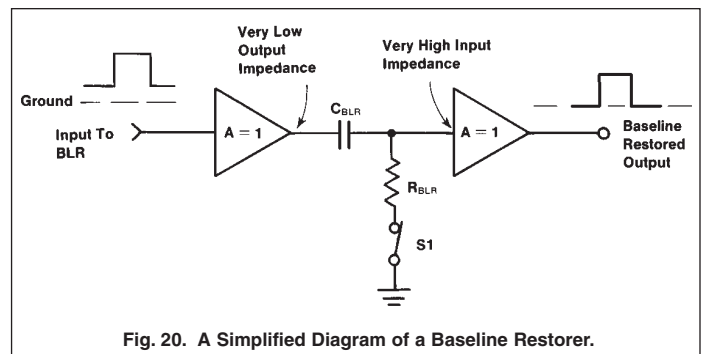 Very Low
Output
Impedance
Very High Input
Impedance
Ground
Input To
BLR
A = 1
CBLR
A = 1
Baseline
Restored
Output
RBLR
S1
Fig. 20. A Simplified Diagram of a Baseline Restorer.